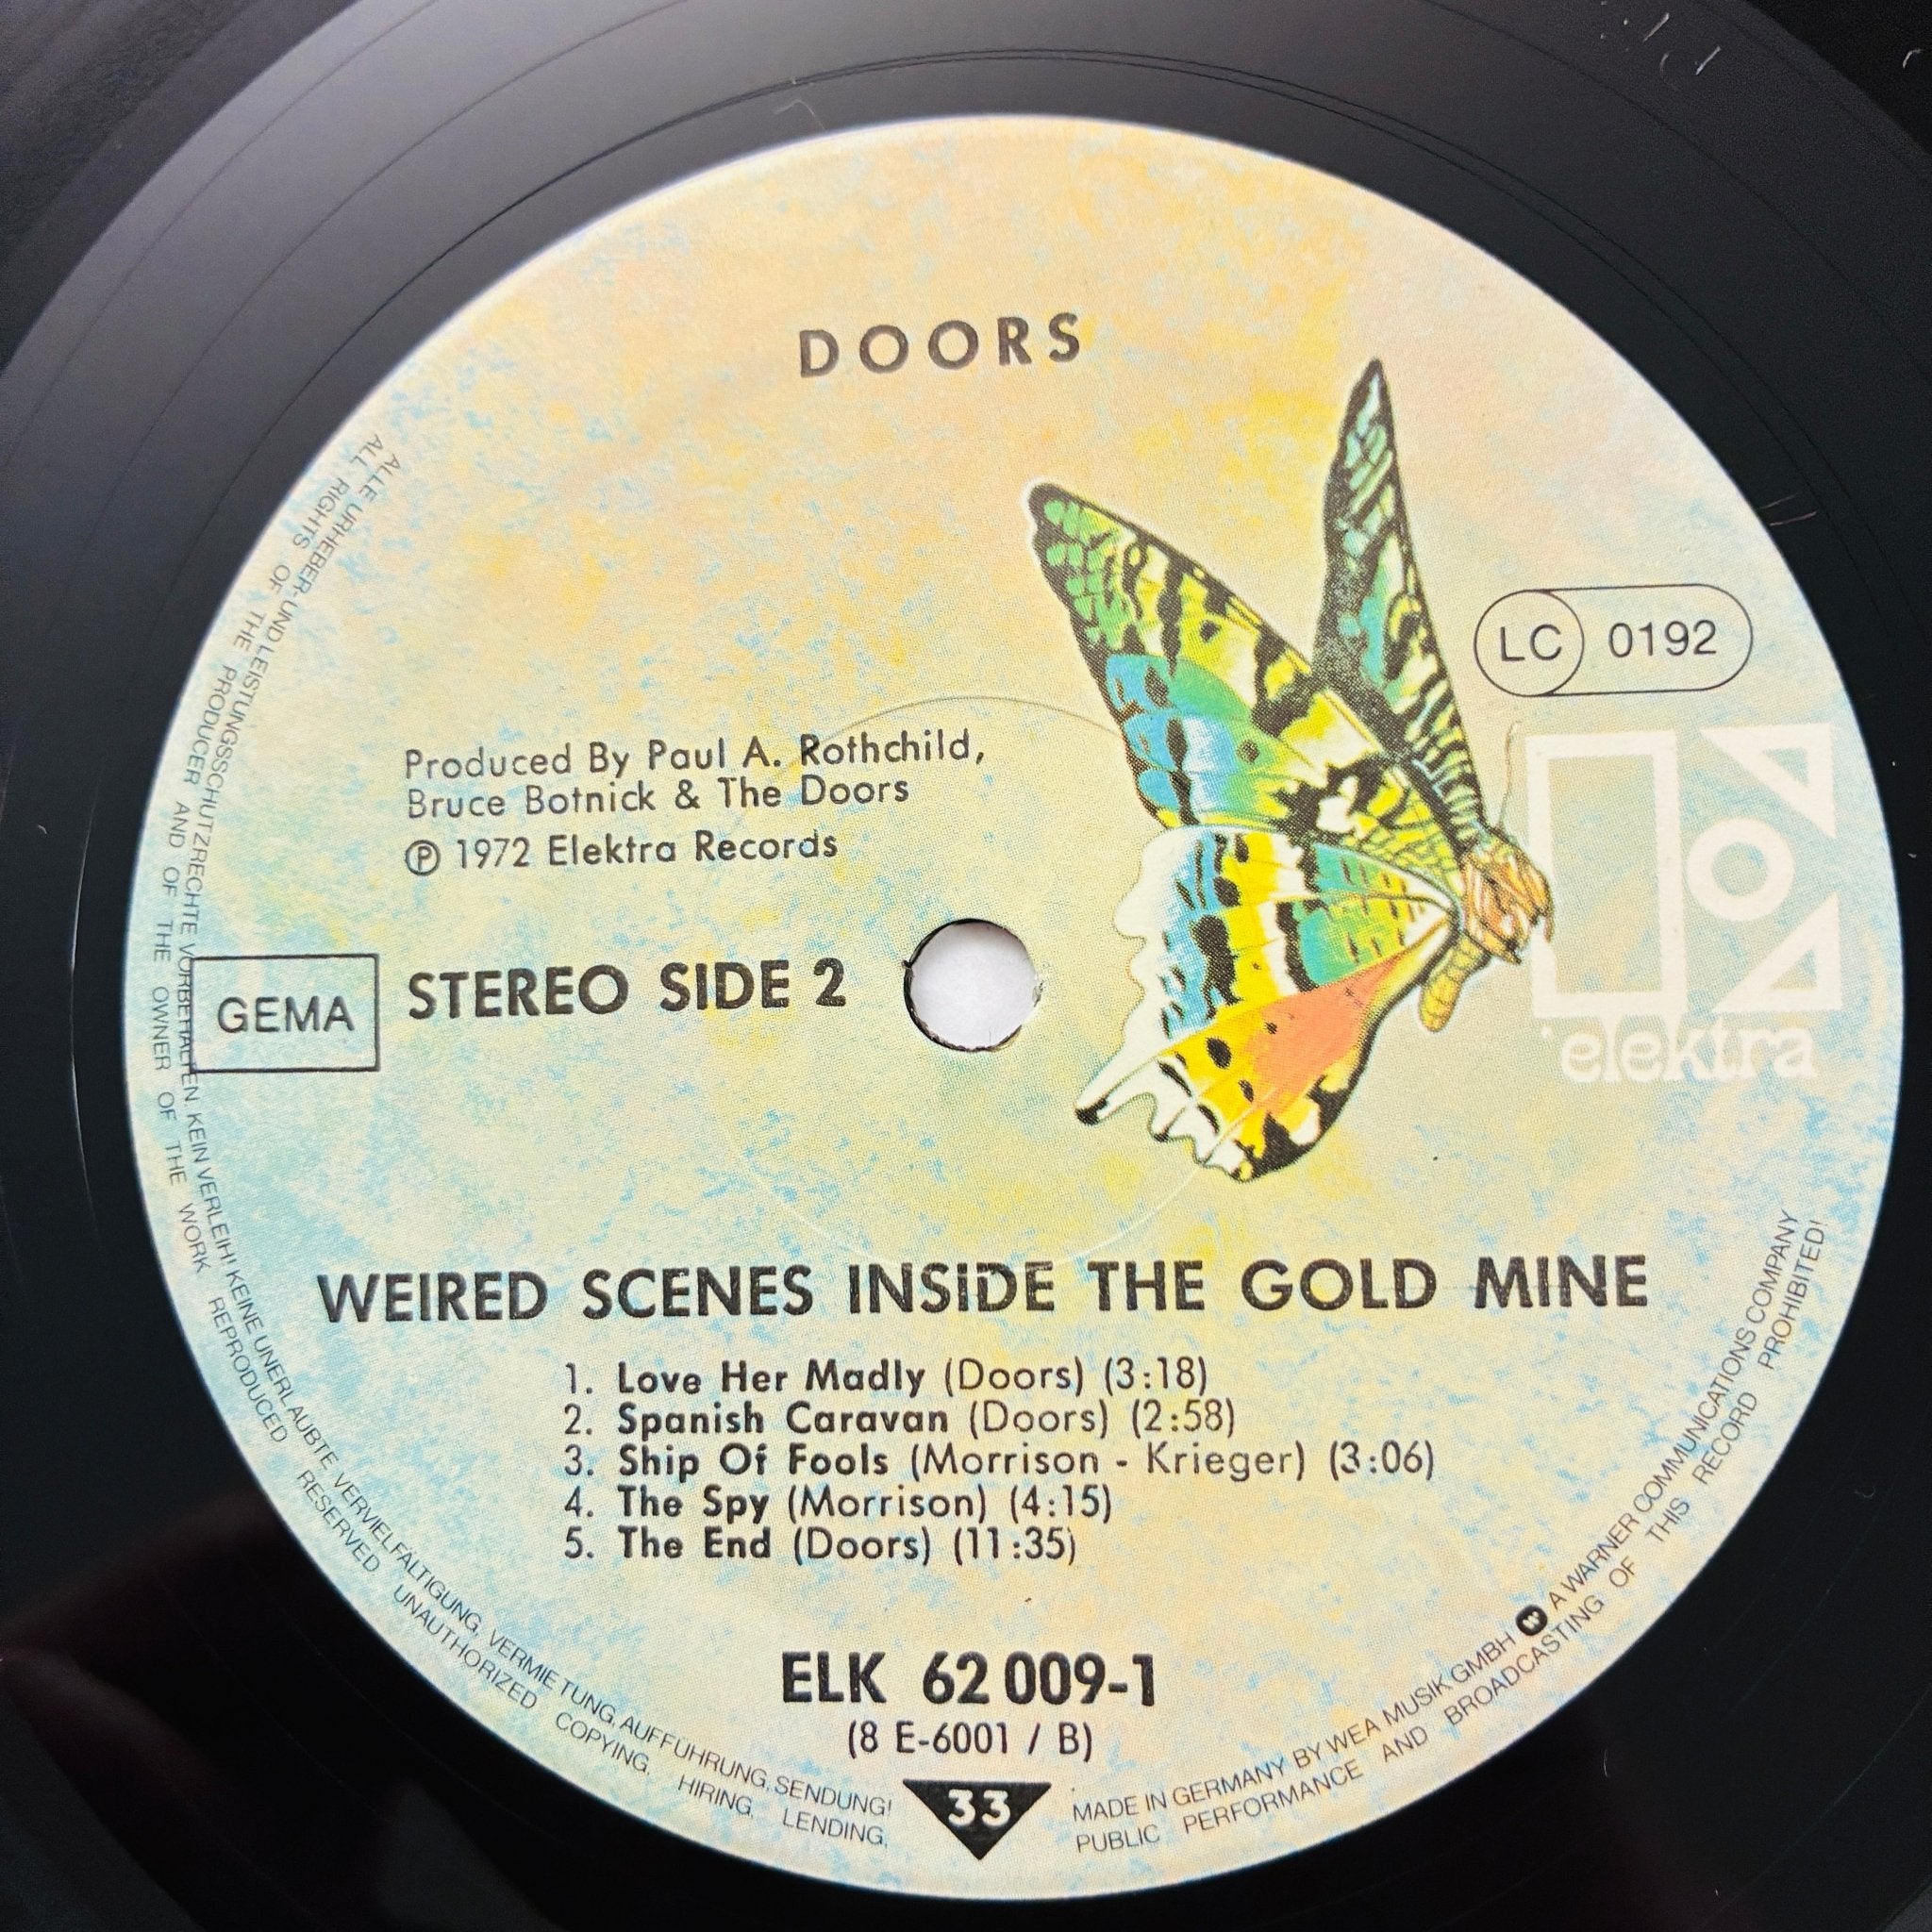 DOORS
LC 0192
Produced By Paul A. Rothchild,
Bruce Botnick & The Doors
℗ 1972 Elektra Records
GEMA
STEREO SIDE 2
elektra
WEIRED SCENES INSIDE THE GOLD MINE
1. Love Her Madly (Doors) (3:18)
2. Spanish Caravan (Doors) (2:58)
3. Ship Of Fools (Morrison - Krieger) (3:06)
4. The Spy (Morrison) (4:15)
5. The End (Doors) (11:35)
ELK 62 009-1
(8 E-6001 / B)
33
ALLE URHEBER- UND LEISTUNGSSCHUTZRECHTE VORBEHALTEN. KEIN VERLEIH! KEINE UNERLAUBTE VERVIELFÄLTIGUNG, VERMIETUNG, AUFFÜHRUNG, SENDUNG!
ALL RIGHTS OF THE PRODUCER AND OF THE OWNER OF THE WORK REPRODUCED RESERVED UNAUTHORIZED COPYING, HIRING, LENDING,
MADE IN GERMANY BY WEA MUSIK GMBH W A WARNER COMMUNICATIONS COMPANY
PUBLIC PERFORMANCE AND BROADCASTING OF THIS RECORD PROHIBITED!